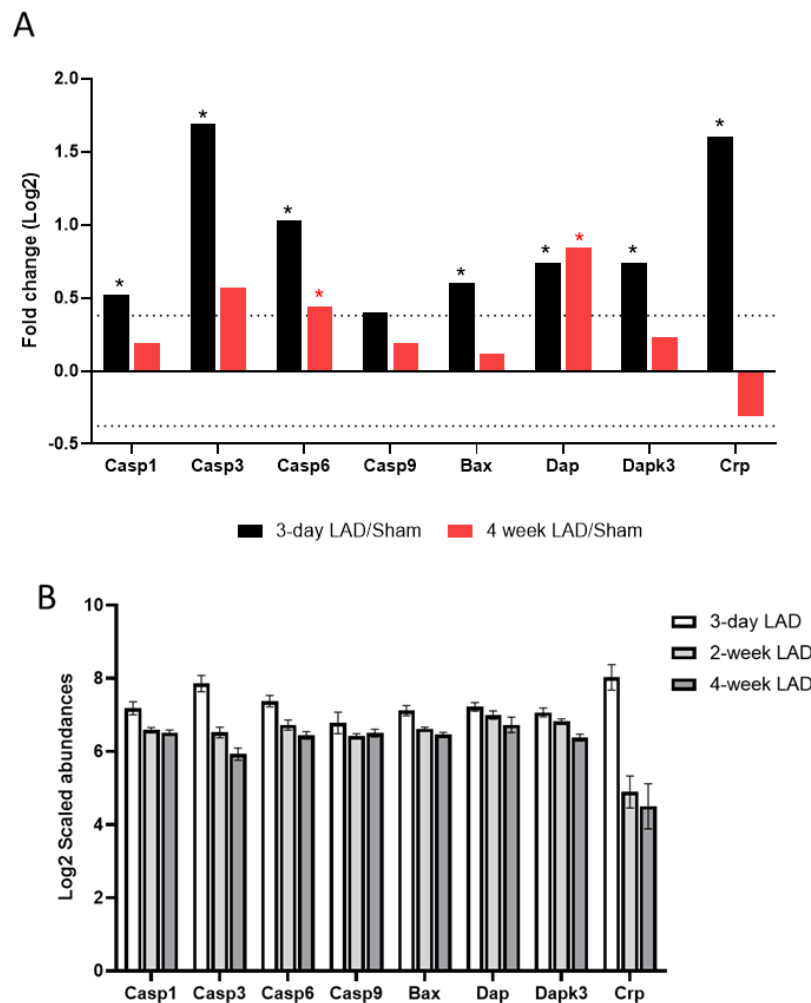 A
Fold change (Log2)
2.0
1.5
1.0
0.5
0.0
-0.5
* * * * * * * * *
Casp1 Casp3 Casp6 Casp9 Bax Dap Dapk3 Crp
3-day LAD/Sham 4 week LAD/Sham
B
Log2 Scaled abundances
10
8
6
4
2
0
3-day LAD
2-week LAD
4-week LAD
Casp1 Casp3 Casp6 Casp9 Bax Dap Dapk3 Crp